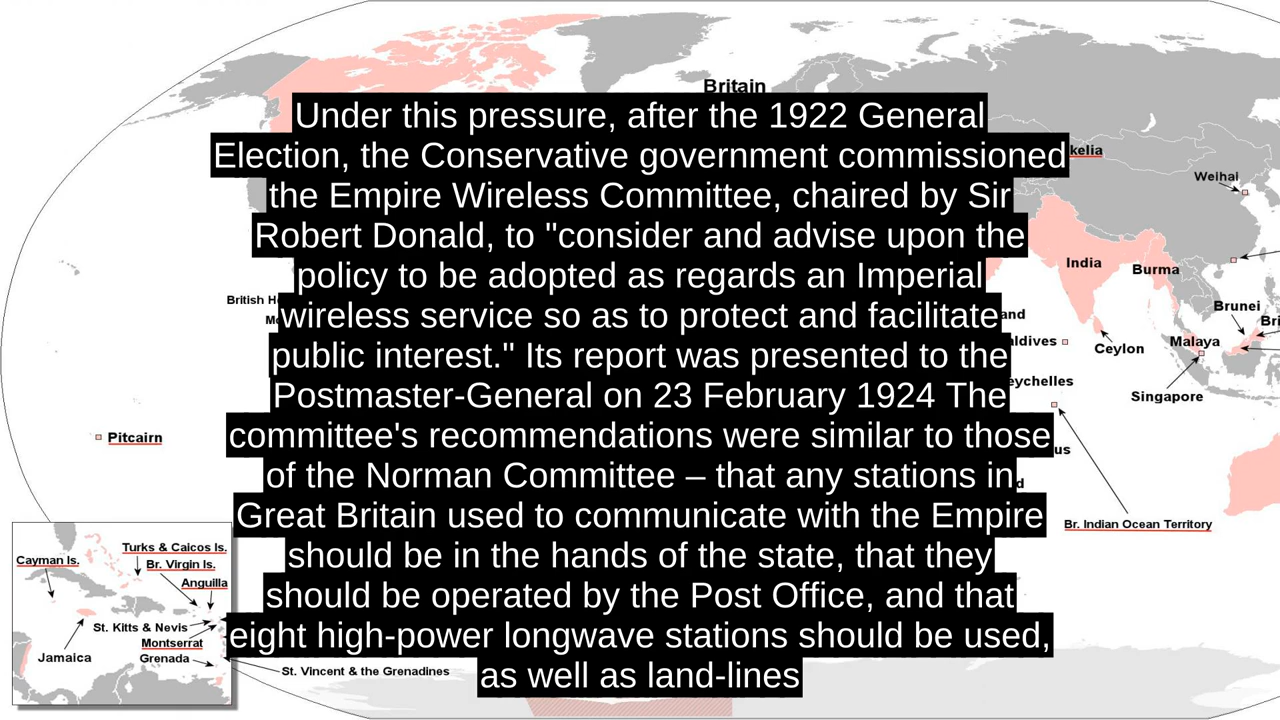 Britain
Under this pressure, after the 1922 General
Election, the Conservative government commissioned
the Empire Wireless Committee, chaired by Sir
Robert Donald, to "consider and advise upon the
policy to be adopted as regards an Imperial
wireless service so as to protect and facilitate
public interest." Its report was presented to the
Postmaster-General on 23 February 1924 The
committee's recommendations were similar to those
of the Norman Committee – that any stations in
Great Britain used to communicate with the Empire
should be in the hands of the state, that they
should be operated by the Post Office, and that
eight high-power longwave stations should be used,
as well as land-lines
Weihai
India
Burma
Brunei
British
Ceylon
Malaya
Singapore
Pitcairn
Br. Indian Ocean Territory
Turks & Caicos Is.
Cayman Is.
Br. Virgin Is.
Anguilla
St. Kitts & Nevis
Montserrat
Jamaica
Grenada
St. Vincent & the Grenadines